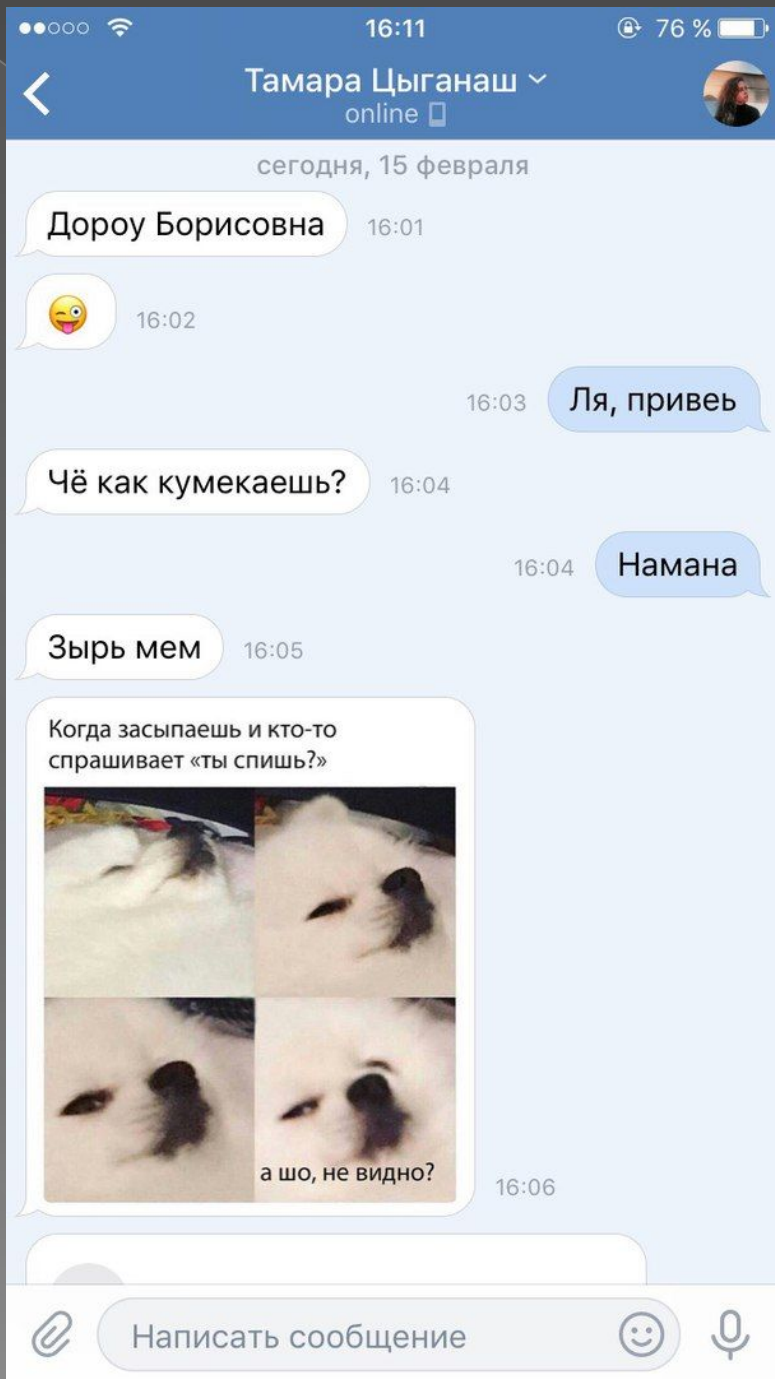 16:11
76 %
Тамара Цыганаш
online
сегодня, 15 февраля
Дороу Борисовна 16:01
16:02
16:03 Ля, привеь
Чё как кумекаешь? 16:04
16:04 Намана
Зырь мем 16:05
Когда засыпаешь и кто-то
спрашивает «ты спишь?»
а шо, не видно?
16:06
Написать сообщение